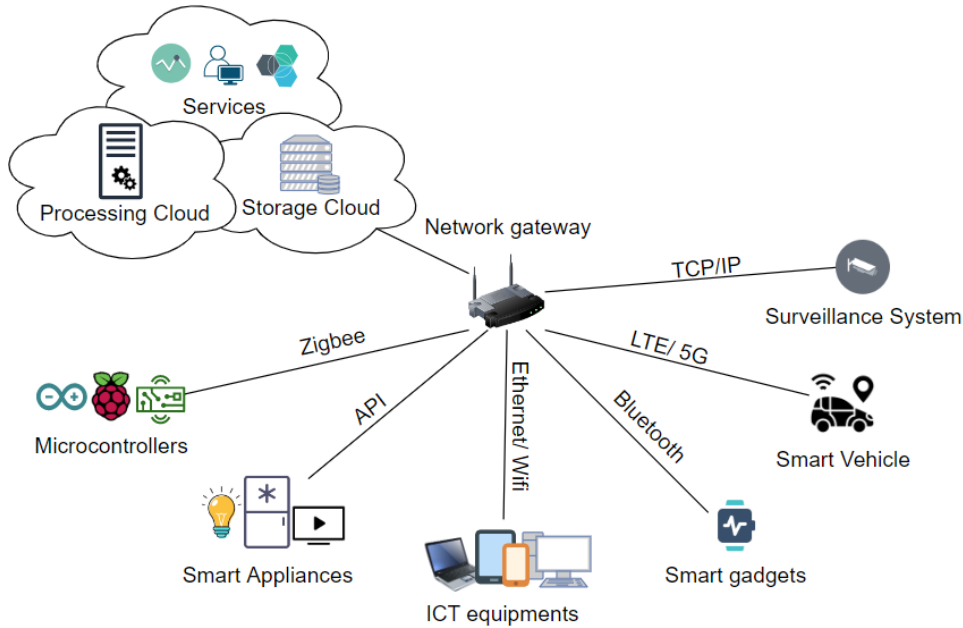 Services
Processing Cloud
Storage Cloud
Network gateway
TCP/IP
Surveillance System
Zigbee
LTE/ 5G
API
Ethernet/ Wifi
Bluetooth
Microcontrollers
Smart Vehicle
Smart Appliances
Smart gadgets
ICT equipments